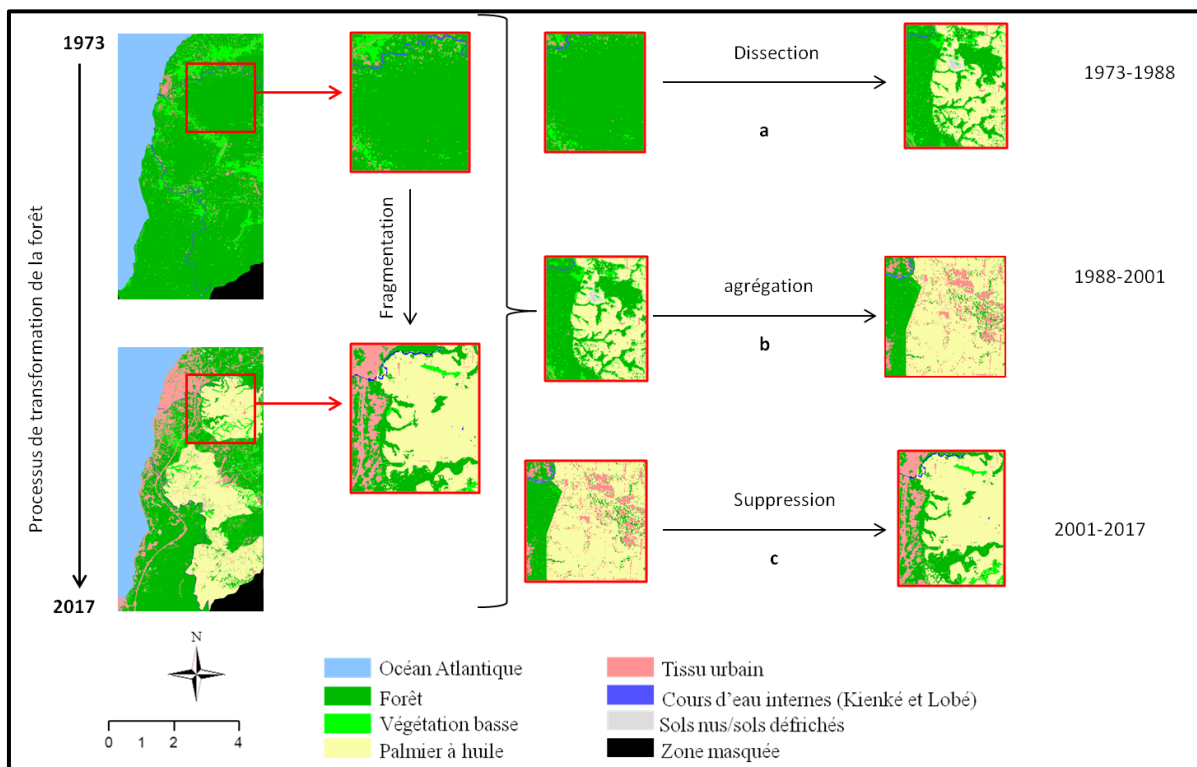 1973
Processus de transformation de la forêt
2017
Fragmentation
Dissection
a
1973-1988
agrégation
b
1988-2001
Suppression
c
2001-2017
N
0 1 2 4
Océan Atlantique
Forêt
Végétation basse
Palmier à huile
Tissu urbain
Cours d'eau internes (Kienké et Lobé)
Sols nus/sols défrichés
Zone masquée